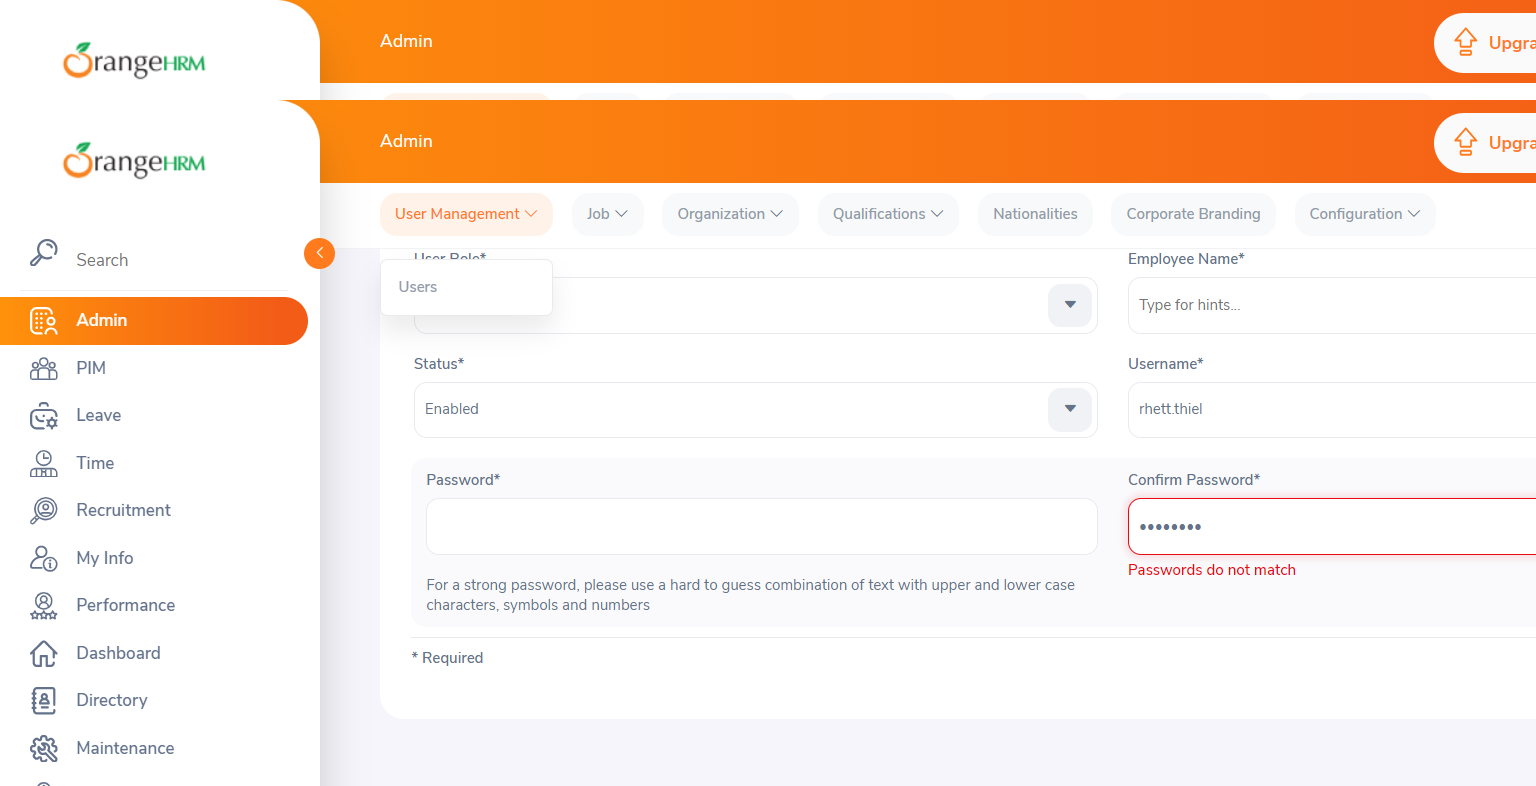 OrangeHRM
Admin
Upgra
OrangeHRM
Admin
Upgra
User Management
Job
Organization
Qualifications
Nationalities
Corporate Branding
Configuration
Search
User Role*
Employee Name*
Users
Type for hints...
Admin
PIM
Status*
Username*
Leave
Enabled
rhett.thiel
Time
Password*
Confirm Password*
Recruitment
••••••••
My Info
Passwords do not match
For a strong password, please use a hard to guess combination of text with upper and lower case
characters, symbols and numbers
Performance
Dashboard
* Required
Directory
Maintenance